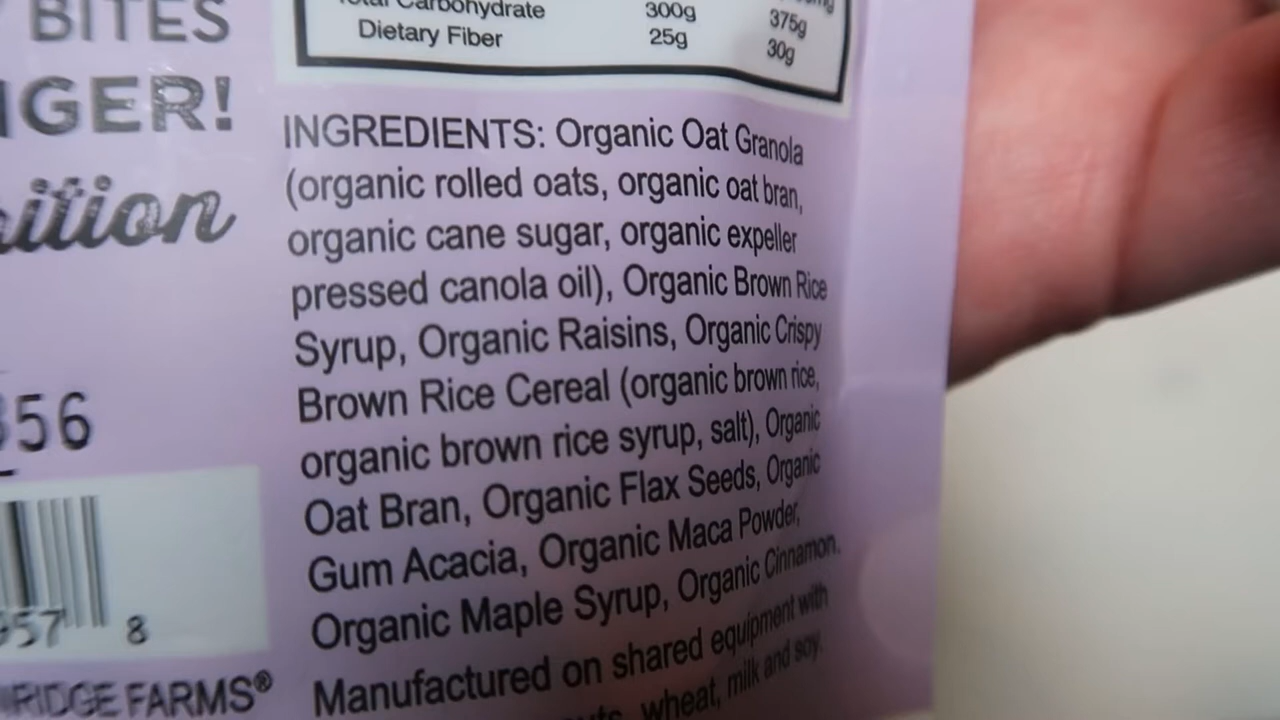 BITES
GER!
ition
56
57 8
RIDGE FARMS®
Total Carbohydrate 300g 375g
Dietary Fiber 25g 30g
INGREDIENTS: Organic Oat Granola
(organic rolled oats, organic oat bran,
organic cane sugar, organic expeller
pressed canola oil), Organic Brown Rice
Syrup, Organic Raisins, Organic Crispy
Brown Rice Cereal (organic brown rice,
organic brown rice syrup, salt), Organic
Oat Bran, Organic Flax Seeds, Organic
Gum Acacia, Organic Maca Powder,
Organic Maple Syrup, Organic Cinnamon.
Manufactured on shared equipment with
wheat, milk and soy.